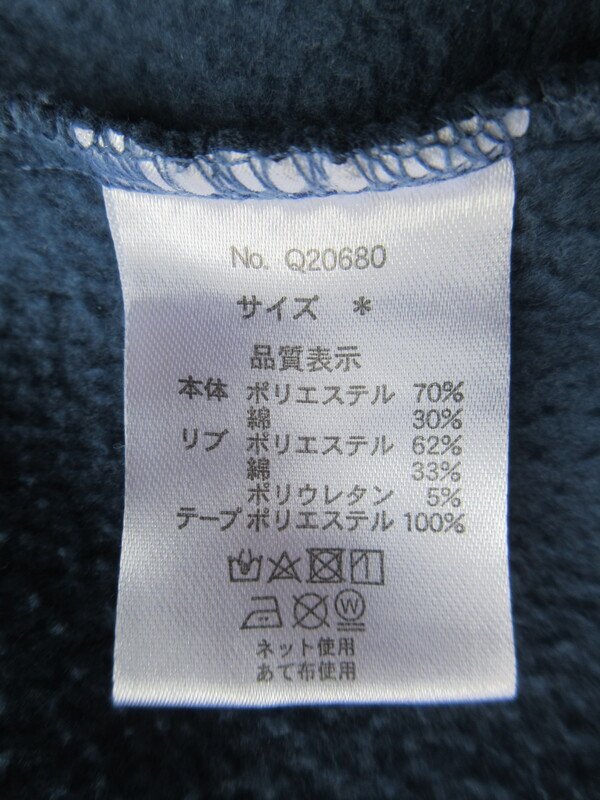 No. Q20680
サイズ *
品質表示
本体 ポリエステル 70%
綿 30%
リブ ポリエステル 62%
綿 33%
ポリウレタン 5%
テープ ポリエステル 100%
W
ネット使用
あて布使用